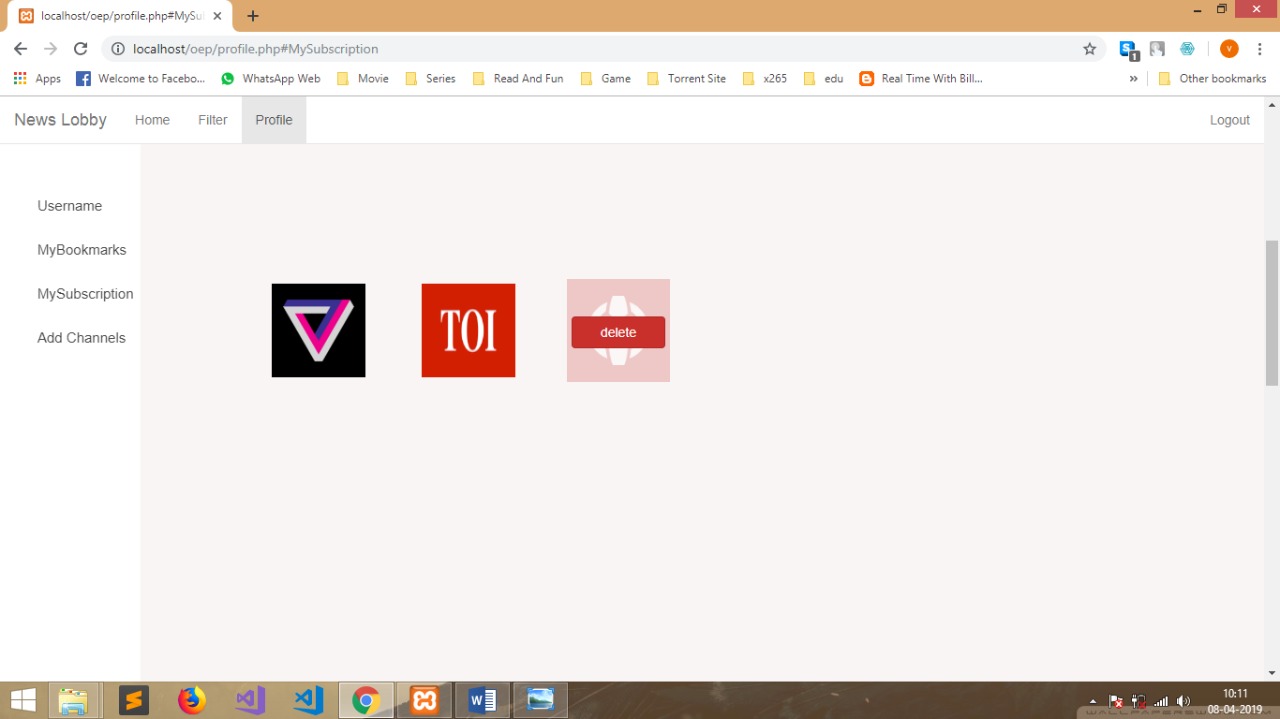 localhost/oep/profile.php#MySu
localhost/oep/profile.php#MySubscription
1
V
Apps
Welcome to Facebo...
WhatsApp Web
Movie
Series
Read And Fun
Game
Torrent Site
x265
edu
Real Time With Bill...
»
Other bookmarks
News Lobby
Home
Filter
Profile
Logout
Username
MyBookmarks
MySubscription
Add Channels
TOI
delete
10:11
08-04-2019